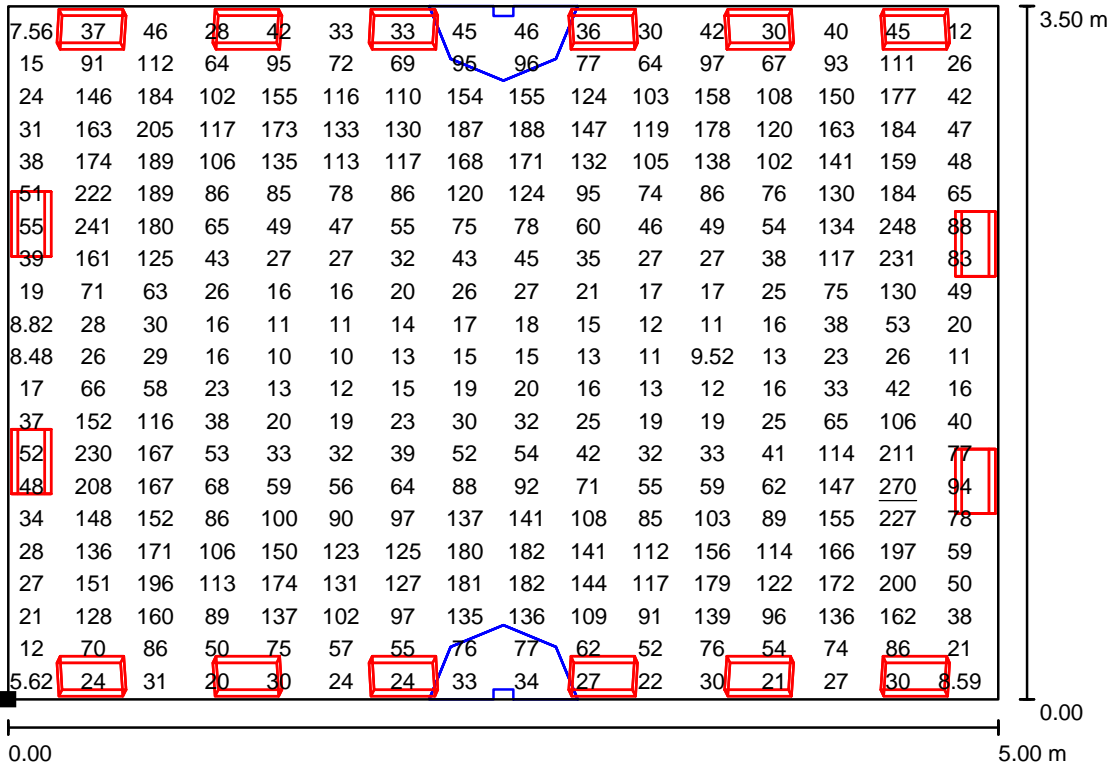 7.56 37 46 28 42 33 33 45 46 36 30 42 30 40 45 12
3.50 m
15 91 112 64 95 72 69 95 96 77 64 97 67 93 111 26
24 146 184 102 155 116 110 154 155 124 103 158 108 150 177 42
31 163 205 117 173 133 130 187 188 147 119 178 120 163 184 47
38 174 189 106 135 113 117 168 171 132 105 138 102 141 159 48
51 222 189 86 85 78 86 120 124 95 74 86 76 130 184 65
55 241 180 65 49 47 55 75 78 60 46 49 54 134 248 88
39 161 125 43 27 27 32 43 45 35 27 27 38 117 231 83
19 71 63 26 16 16 20 26 27 21 17 17 25 75 130 49
8.82 28 30 16 11 11 14 17 18 15 12 11 16 38 53 20
8.48 26 29 16 10 10 13 15 15 13 11 9.52 13 23 26 11
17 66 58 23 13 12 15 19 20 16 13 12 16 33 42 16
37 152 116 38 20 19 23 30 32 25 19 19 25 65 106 40
52 230 167 53 33 32 39 52 54 42 32 33 41 114 211 77
48 208 167 68 59 56 64 88 92 71 55 59 62 147 270 94
34 148 152 86 100 90 97 137 141 108 85 103 89 155 227 78
28 136 171 106 150 123 125 180 182 141 112 156 114 166 197 59
27 151 196 113 174 131 127 181 182 144 117 179 122 172 200 50
21 128 160 89 137 102 97 135 136 109 91 139 96 136 162 38
12 70 86 50 75 57 55 76 77 62 52 76 54 74 86 21
5.62 24 31 20 30 24 24 33 34 27 22 30 21 27 30 8.59
0.00
0.00
5.00 m